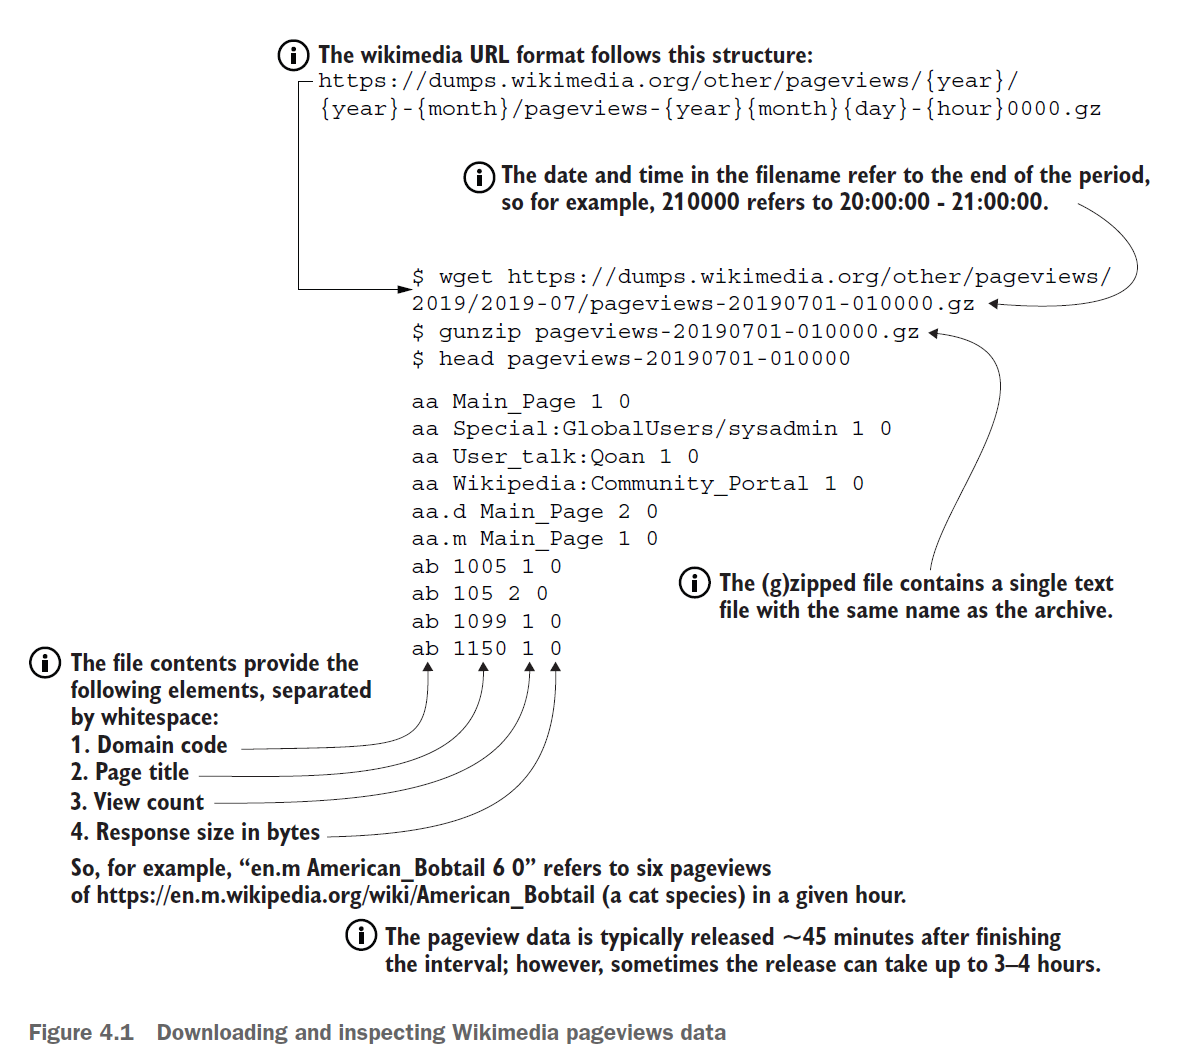 The wikimedia URL format follows this structure:
https://dumps.wikimedia.org/other/pageviews/{year}/
{year}-{month}/pageviews-{year}{month}{day}-{hour}0000.gz
The date and time in the filename refer to the end of the period,
so for example, 210000 refers to 20:00:00 - 21:00:00.
$ wget https://dumps.wikimedia.org/other/pageviews/
2019/2019-07/pageviews-20190701-010000.gz
$ gunzip pageviews-20190701-010000.gz
$ head pageviews-20190701-010000
aa Main_Page 1 0
aa Special:GlobalUsers/sysadmin 1 0
aa User_talk:Qoan 1 0
aa Wikipedia:Community_Portal 1 0
aa.d Main_Page 2 0
aa.m Main_Page 1 0
ab 1005 1 0
ab 105 2 0
ab 1099 1 0
ab 1150 1 0
The (g)zipped file contains a single text
file with the same name as the archive.
The file contents provide the
following elements, separated
by whitespace:
1. Domain code
2. Page title
3. View count
4. Response size in bytes
So, for example, “en.m American_Bobtail 6 0” refers to six pageviews
of https://en.m.wikipedia.org/wiki/American_Bobtail (a cat species) in a given hour.
The pageview data is typically released ~45 minutes after finishing
the interval; however, sometimes the release can take up to 3–4 hours.
Figure 4.1 Downloading and inspecting Wikimedia pageviews data